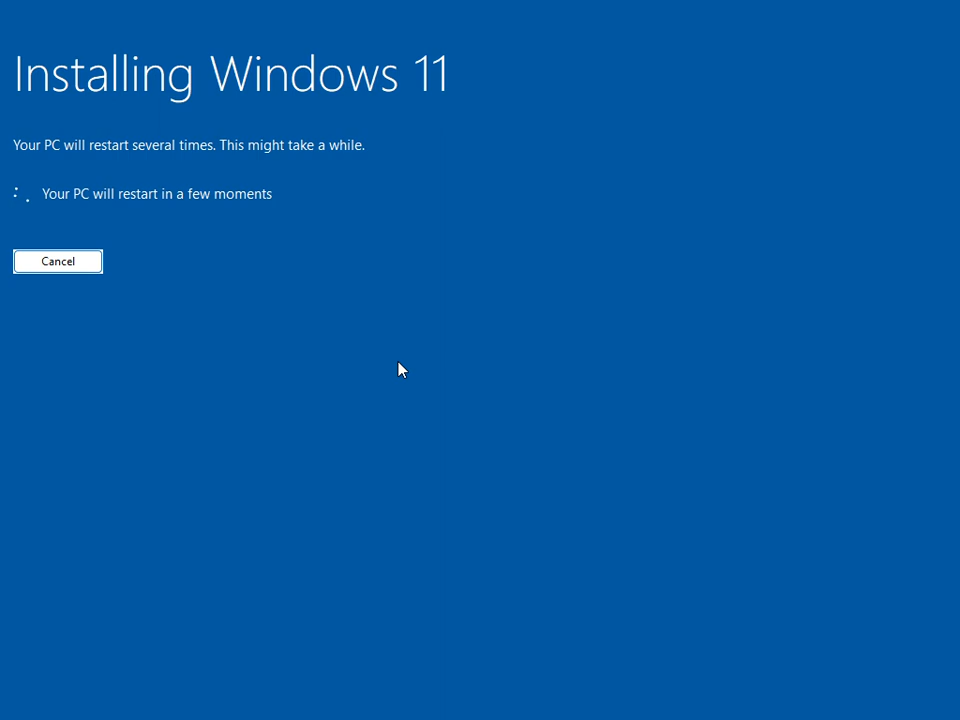 Installing Windows 11
Your PC will restart several times. This might take a while.
Your PC will restart in a few moments
Cancel